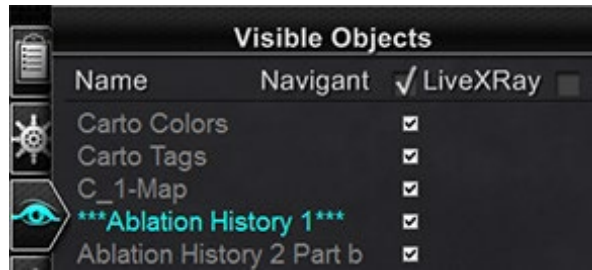 Visible Objects
Name Navigant LiveXRay
Carto Colors
Carto Tags
C_1-Map
***Ablation History 1***
Ablation History 2 Part b